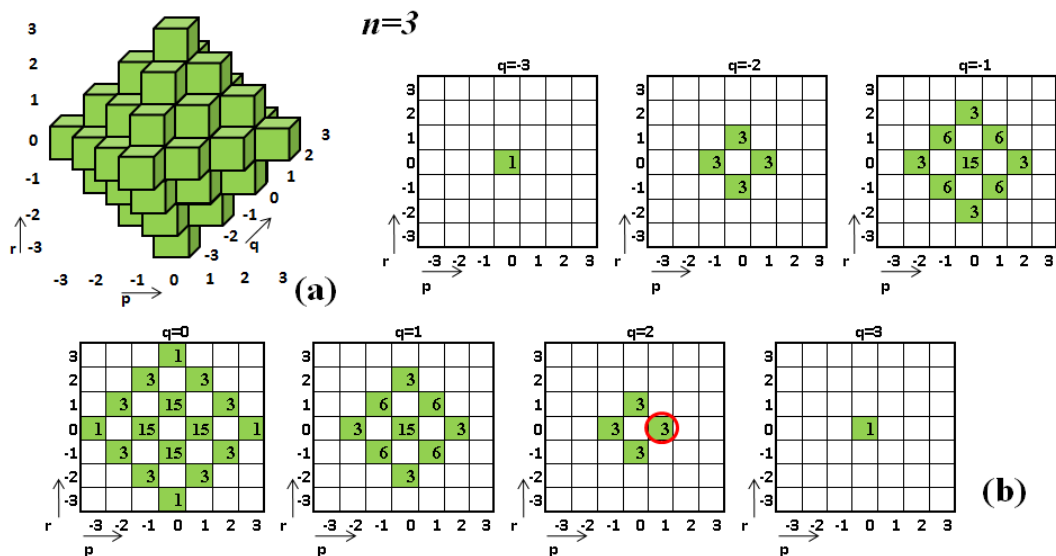 n=3
3
2
1
0
-1
-2
r -3
3
2
1
0
-1
-2
-3
q
-3 -2 -1 0 1 2 3
p
(a)
q=-3
3
2
1
0 1
-1
-2
-3
r
-3 -2 -1 0 1 2 3
p
q=-2
3
2
1 3
0 3 3
-1 3
-2
-3
r
-3 -2 -1 0 1 2 3
p
q=-1
3
2 3
1 6 6
0 3 15 3
-1 6 6
-2 3
-3
r
-3 -2 -1 0 1 2 3
p
q=0
3 1
2 3 3
1 3 15 3
0 1 15 15 1
-1 3 15 3
-2 3 3
-3 1
r
-3 -2 -1 0 1 2 3
p
q=1
3
2 3
1 6 6
0 3 15 3
-1 6 6
-2 3
-3
r
-3 -2 -1 0 1 2 3
p
q=2
3
2
1 3
0 3 3
-1 3
-2
-3
r
-3 -2 -1 0 1 2 3
p
q=3
3
2
1
0 1
-1
-2
-3
r
-3 -2 -1 0 1 2 3
p
(b)